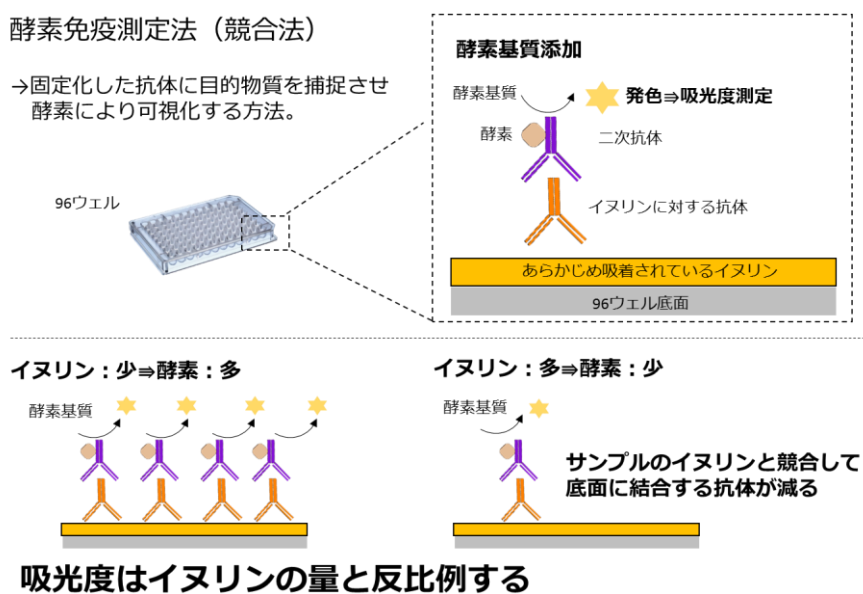 酵素免疫測定法（競合法）
→固定化した抗体に目的物質を捕捉させ
酵素により可視化する方法。
96ウェル
酵素基質添加
酵素基質
発色⇒吸光度測定
酵素
二次抗体
イヌリンに対する抗体
あらかじめ吸着されているイヌリン
96ウェル底面
イヌリン：少⇒酵素：多
酵素基質
イヌリン：多⇒酵素：少
酵素基質
サンプルのイヌリンと競合して
底面に結合する抗体が減る
吸光度はイヌリンの量と反比例する